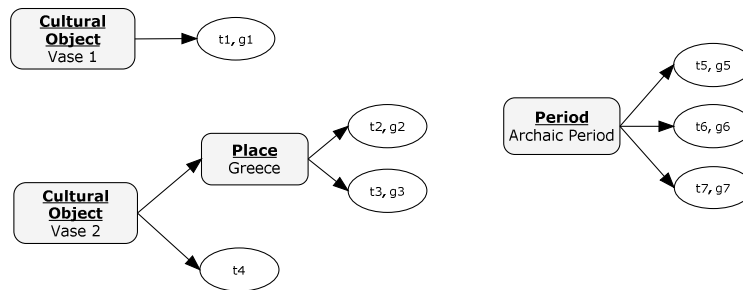 Cultural
Object
Vase 1
t1, g1
Cultural
Object
Vase 2
Place
Greece
t2, g2
t3, g3
t4
Period
Archaic Period
t5, g5
t6, g6
t7, g7